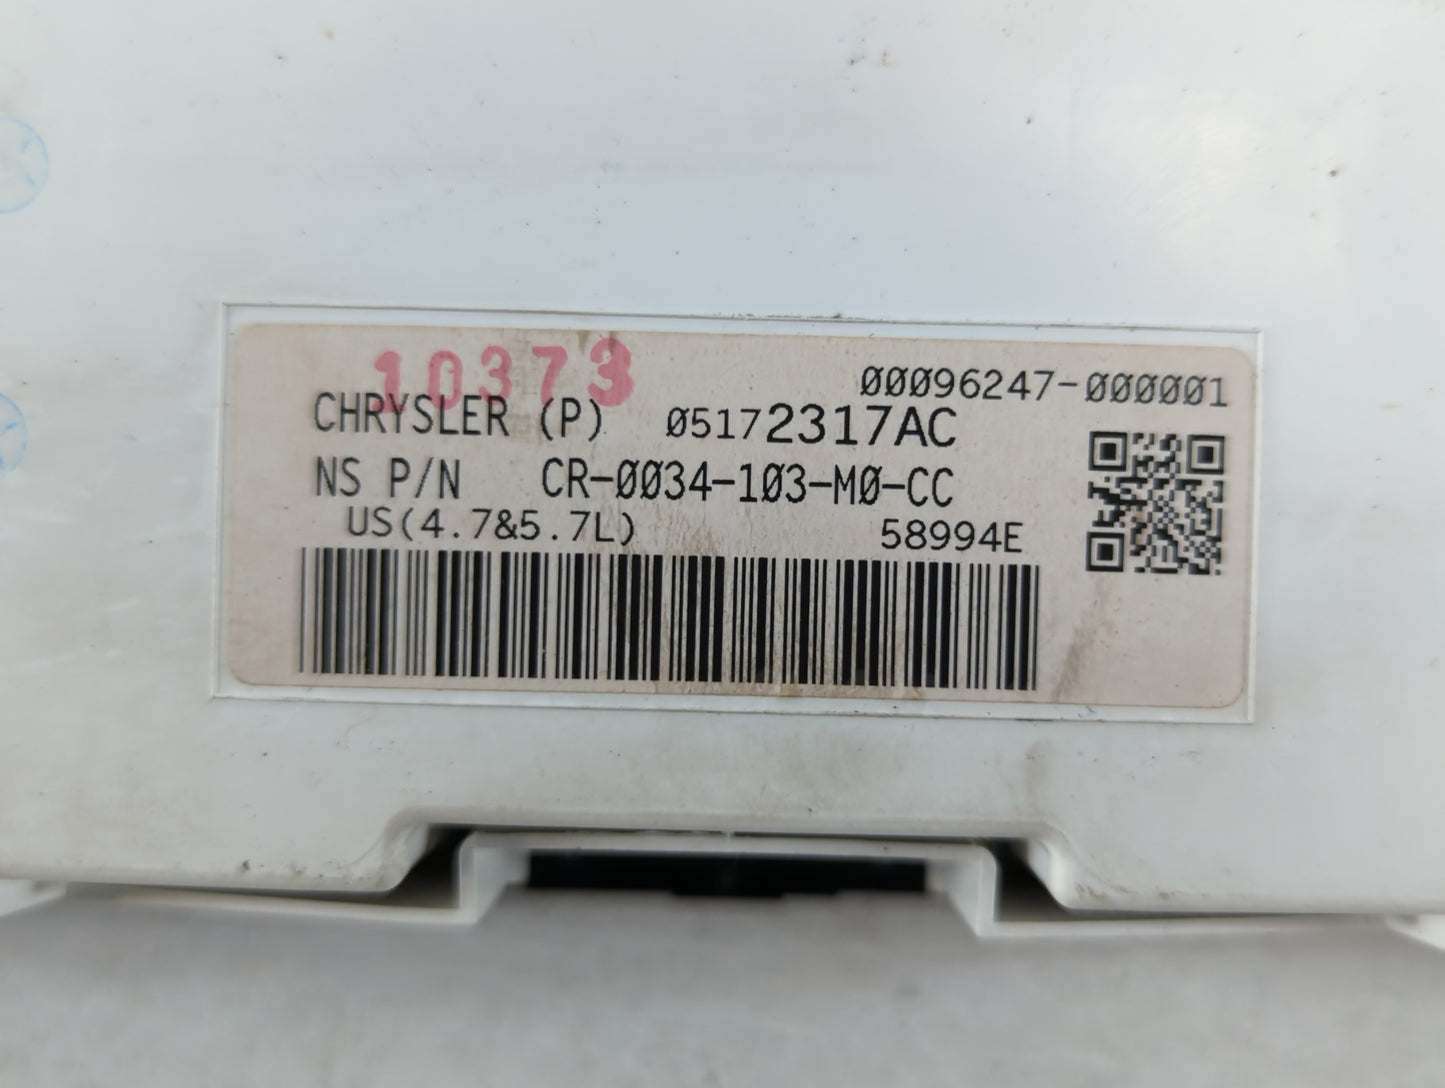 10373
00096247-000001
CHRYSLER (P) 05172317AC
NS P/N CR-0034-103-M0-CC
US(4.7&5.7L) 58994E